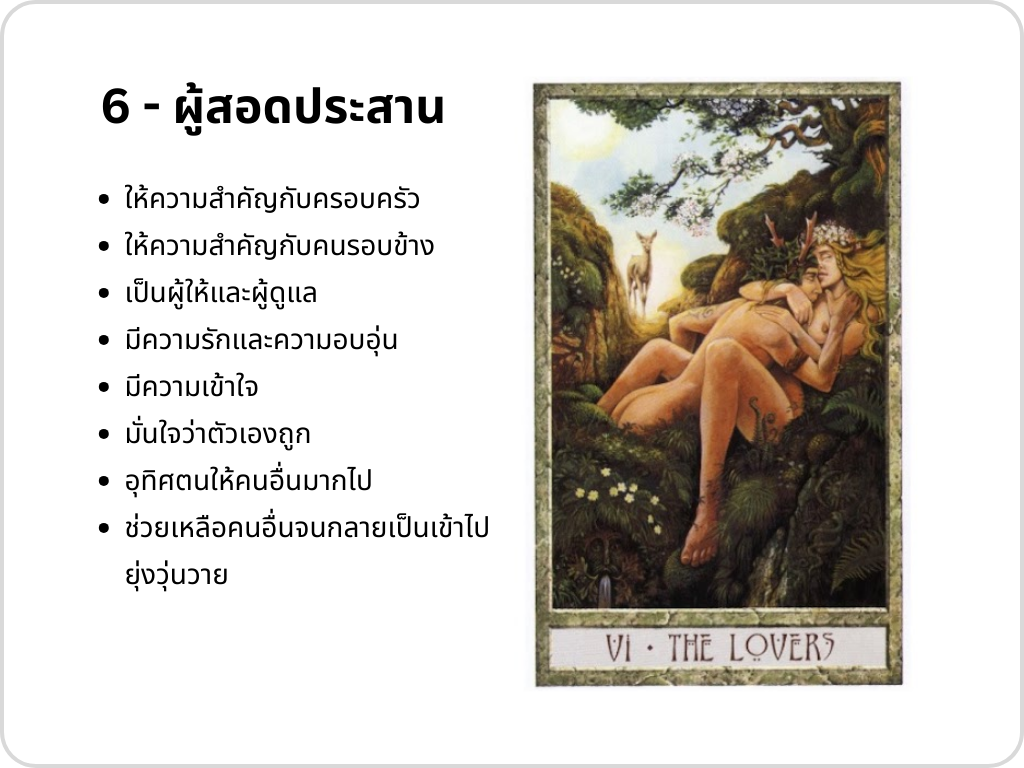 6 - ผู้สอดประสาน
• ให้ความสำคัญกับครอบครัว
• ให้ความสำคัญกับคนรอบข้าง
• เป็นผู้ให้และผู้ดูแล
• มีความรักและความอบอุ่น
• มีความเข้าใจ
• มั่นใจว่าตัวเองถูก
• อุทิศตนให้คนอื่นมากไป
• ช่วยเหลือคนอื่นจนกลายเป็นเข้าไป
ยุ่งวุ่นวาย
VI • THE LOVERS